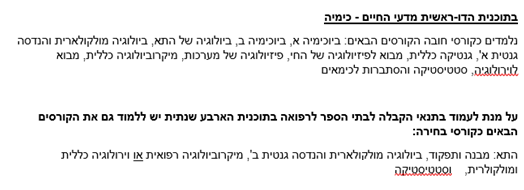 בתוכנית הדו-ראשית מדעי החיים - כימיה
נלמדים כקורסי חובה הקורסים הבאים: ביוכימיה א, ביוכימיה ב, ביולוגיה של התא, ביולוגיה מולקולארית והנדסה
גנטית א', גנטיקה כללית, מבוא לפיזיולוגיה של החי, פיזיולוגיה של מערכות, מיקרוביולוגיה כללית, מבוא
לוירולוגיה, סטטיסטיקה והסתברות לכימאים
על מנת לעמוד בתנאי הקבלה לבתי הספר לרפואה בתוכנית הארבע שנתית יש ללמוד גם את הקורסים
הבאים כקורסי בחירה:
התא: מבנה ותפקוד, ביולוגיה מולקולארית והנדסה גנטית ב', מיקרוביולוגיה רפואית או וירולוגיה כללית
ומולקולרית, וסטטיסטיקה